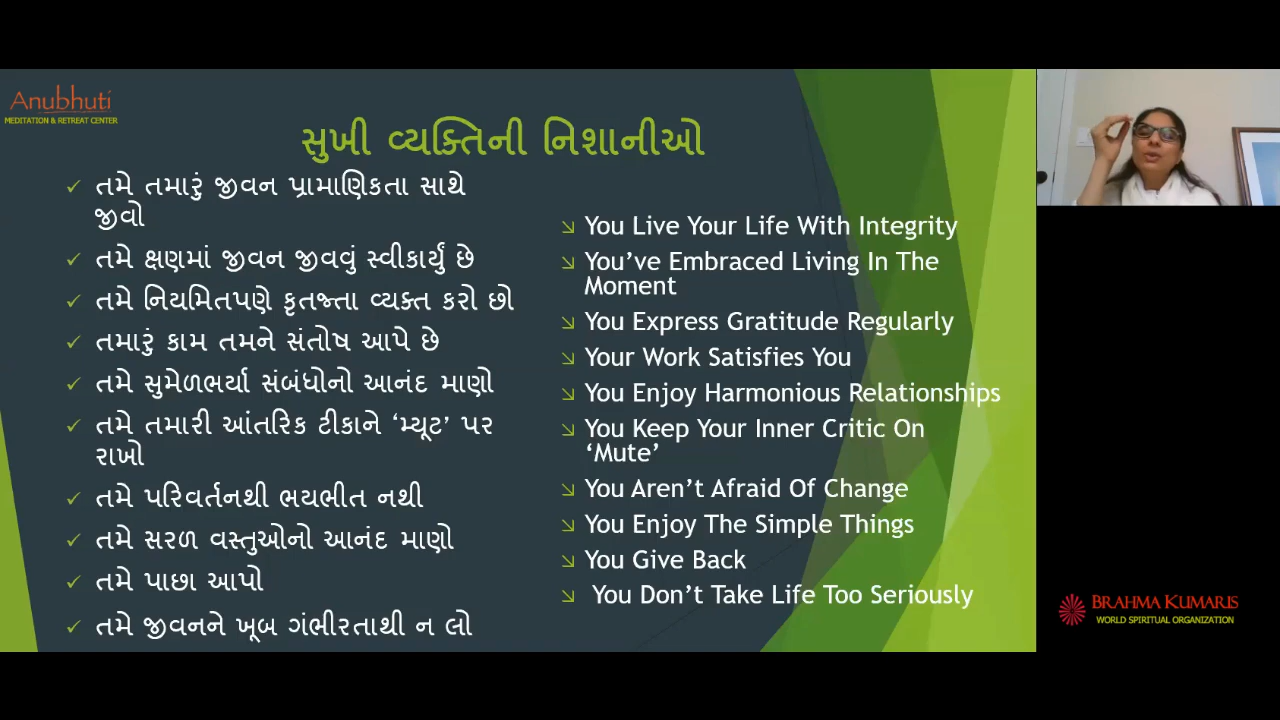 Anubhuti
MEDITATION & RETREAT CENTER
સુખી વ્યક્તિની નિશાનીઓ
તમે તમારું જીવન પ્રામાણિકતા સાથે
જીવો
તમે ક્ષણમાં જીવન જીવવું સ્વીકાર્યું છે
તમે નિયમિતપણે કૃતજ્તા વ્યક્ત કરો છો
તમારું કામ તમને સંતોષ આપે છે
તમે સુમેળભર્યા સંબંધોનો આનંદ માણો
તમે તમારી આંતરિક ટીકાને ‘મ્યૂટ’ પર
રાખો
તમે પરિવર્તનથી ભયભીત નથી
તમે સરળ વસ્તુઓનો આનંદ માણો
તમે પાછા આપો
તમે જીવનને ખૂબ ગંભીરતાથી ન લો
You Live Your Life With Integrity
You’ve Embraced Living In The
Moment
You Express Gratitude Regularly
Your Work Satisfies You
You Enjoy Harmonious Relationships
You Keep Your Inner Critic On
‘Mute’
You Aren’t Afraid Of Change
You Enjoy The Simple Things
You Give Back
You Don’t Take Life Too Seriously
BRAHMA KUMARIS
WORLD SPIRITUAL ORGANIZATION